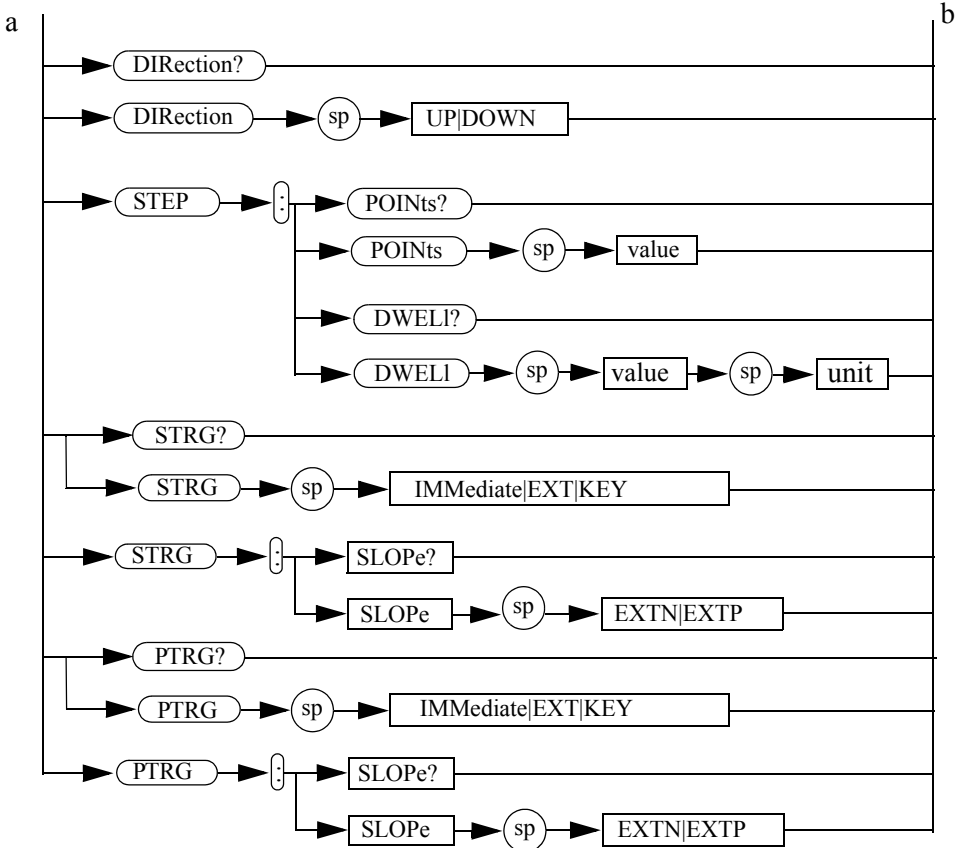 a b
DIRection?
DIRection sp UP|DOWN
STEP : POINts?
POINts sp value
DWELl?
DWELl sp value sp unit
STRG?
STRG sp IMMediate|EXT|KEY
STRG : SLOPe?
SLOPe sp EXTN|EXTP
PTRG?
PTRG sp IMMediate|EXT|KEY
PTRG : SLOPe?
SLOPe sp EXTN|EXTP